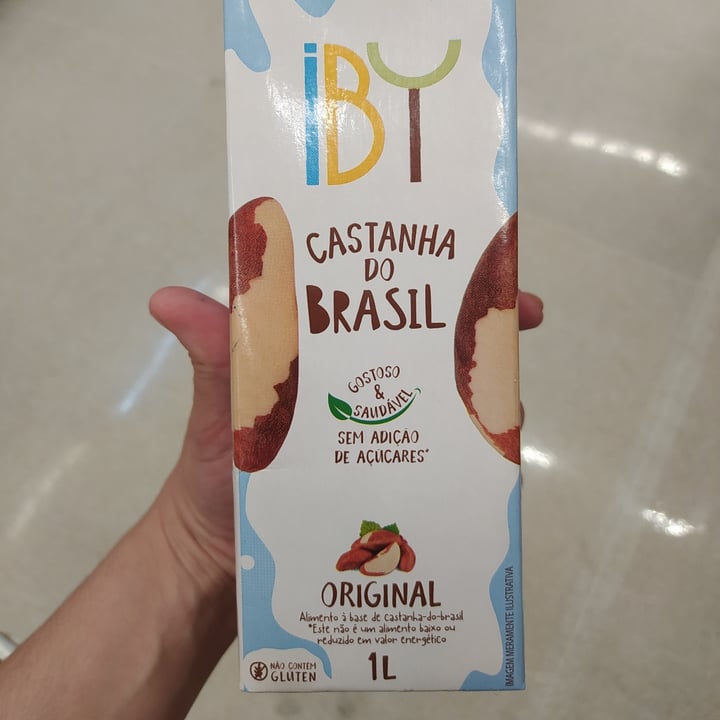 iBY
CASTANHA
DO
BRASIL
GOSTOSO
&
SAUDÁVEL
SEM ADIÇÃO
DE AÇÚCARES*
ORIGINAL
Alimento à base de castanha-do-brasil
*Este não é um alimento baixo ou
reduzido em valor energético
NÃO CONTÉM
GLÚTEN
1L
IMAGEM MERAMENTE ILUSTRATIVA